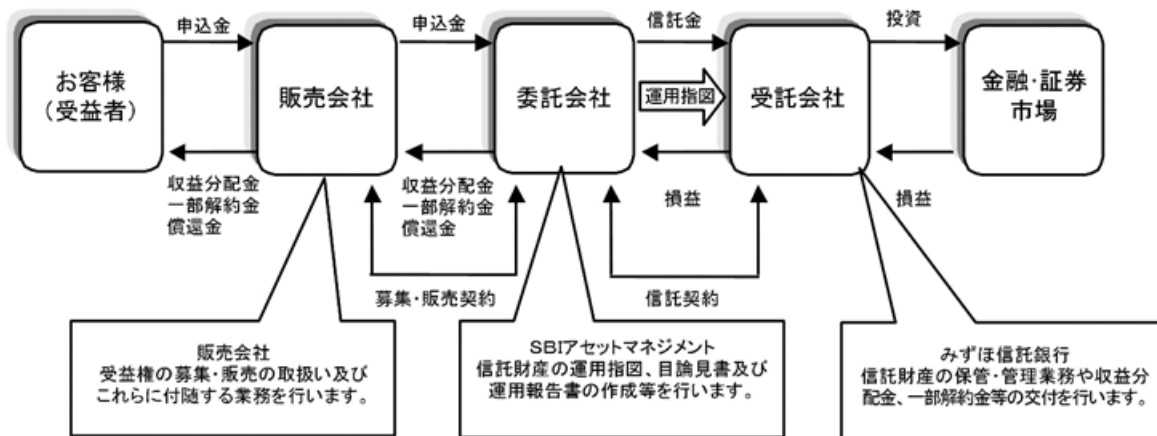 申込金
申込金
信託金
投資
お客様
(受益者)
販売会社
委託会社
運用指図
受託会社
金融・証券
市場
収益分配金
一部解約金
償還金
収益分配金
一部解約金
償還金
損益
損益
募集・販売契約
信託契約
販売会社
受益権の募集・販売の取扱い及び
これらに付随する業務を行います。
SBIアセットマネジメント
信託財産の運用指図、目論見書及び
運用報告書の作成等を行います。
みずほ信託銀行
信託財産の保管・管理業務や収益分
配金、一部解約金等の交付を行います。